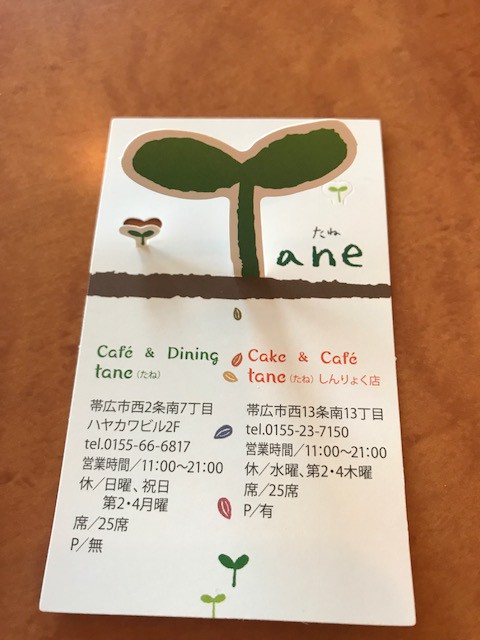 たね
Tane
Café & Dining
tane（たね）
帯広市西2条南7丁目
ハヤカワビル2F
tel.0155-66-6817
営業時間／11:00〜21:00
休／日曜、祝日
第2・4月曜
席／25席
P／無
Cake & Café
tane（たね）しんりょく店
帯広市西13条南13丁目
tel.0155-23-7150
営業時間／11:00〜21:00
休／水曜、第2・4木曜
席／25席
P／有